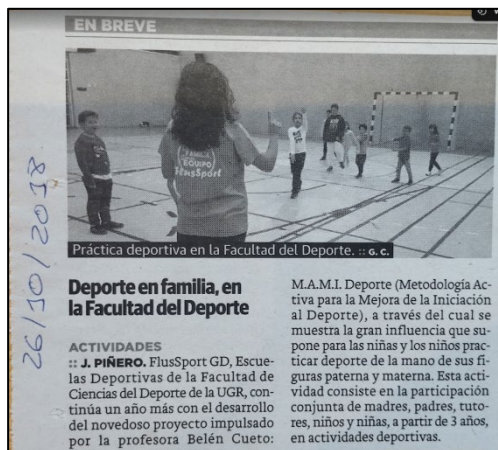 EN BREVE
FAMILIA
EQUIPO
FlusSport
Práctica deportiva en la Facultad del Deporte. :: G. C.
26/10/2018
Deporte en familia, en
la Facultad del Deporte
ACTIVIDADES
:: J. PIÑERO. FlusSport GD, Escue-
las Deportivas de la Facultad de
Ciencias del Deporte de la UGR, con-
tinúa un año más con el desarrollo
del novedoso proyecto impulsado
por la profesora Belén Cueto:
M.A.M.I. Deporte (Metodología Ac-
tiva para la Mejora de la Iniciación
al Deporte), a través del cual se
muestra la gran influencia que su-
pone para las niñas y los niños prac-
ticar deporte de la mano de sus fi-
guras paterna y materna. Esta acti-
vidad consiste en la participación
conjunta de madres, padres, tuto-
res, niños y niñas, a partir de 3 años,
en actividades deportivas.